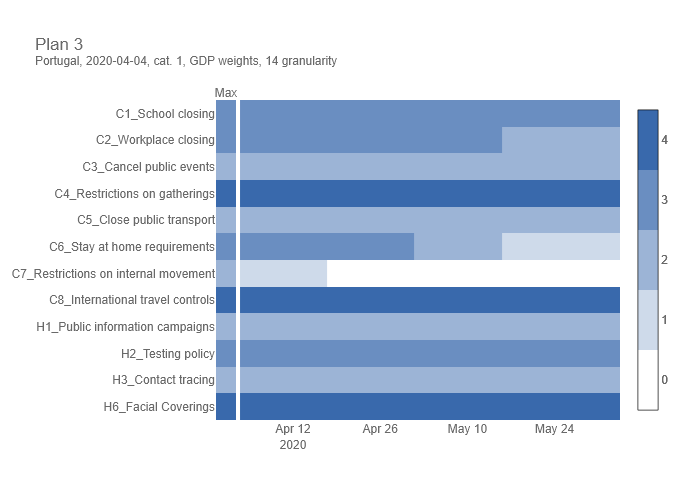 Plan 3
Portugal, 2020-04-04, cat. 1, GDP weights, 14 granularity
Max
C1_School closing
C2_Workplace closing
C3_Cancel public events
C4_Restrictions on gatherings
C5_Close public transport
C6_Stay at home requirements
C7_Restrictions on internal movement
C8_International travel controls
H1_Public information campaigns
H2_Testing policy
H3_Contact tracing
H6_Facial Coverings
Apr 12
2020
Apr 26
May 10
May 24
4
3
2
1
0